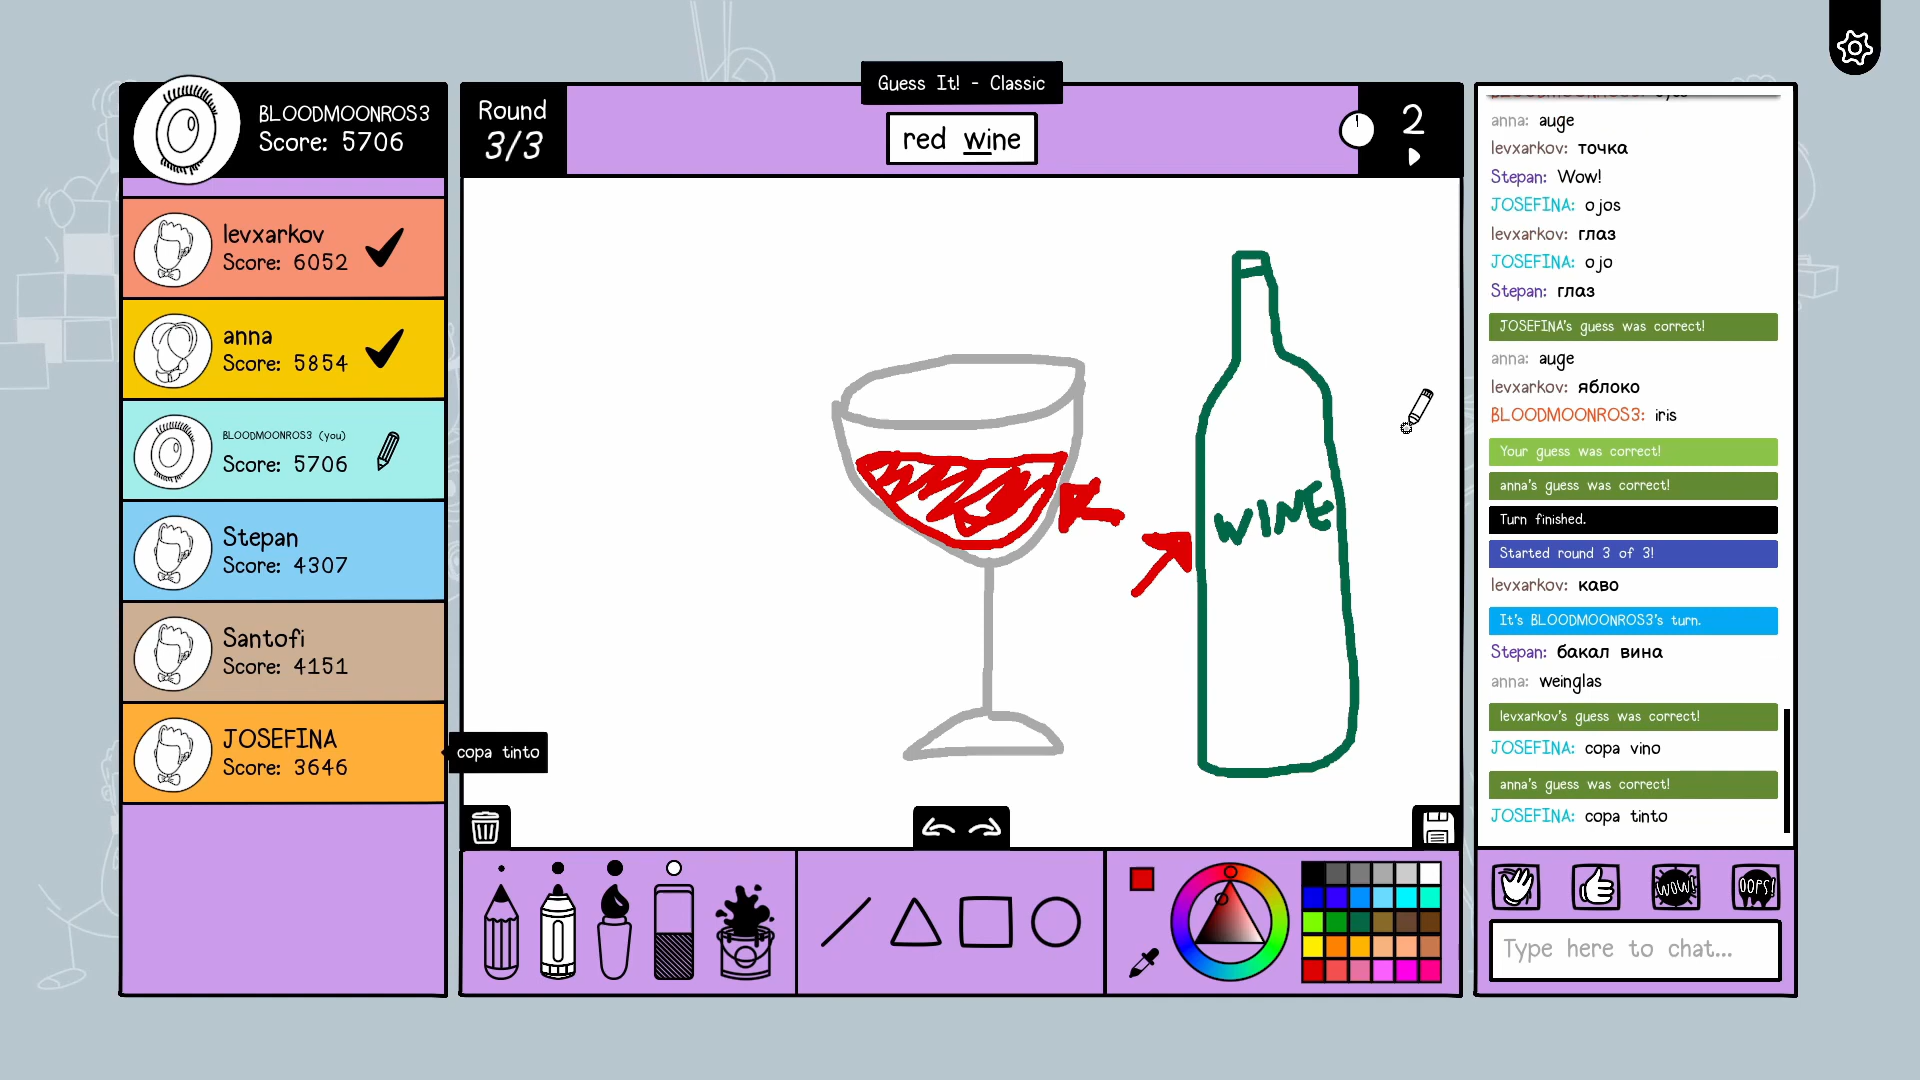 Guess It! - Classic
BLOODMOONROS3
Score: 5706
Round
3/3
red wine
2
levxarkov
Score: 6052
anna
Score: 5854
BLOODMOONROS3 (you)
Score: 5706
Stepan
Score: 4307
Santofi
Score: 4151
JOSEFINA
Score: 3646
copa tinto
WINE
anna: auge
levxarkov: точка
Stepan: Wow!
JOSEFINA: ojos
levxarkov: глаз
JOSEFINA: ojo
Stepan: глаз
JOSEFINA's guess was correct!
anna: auge
levxarkov: яблоко
BLOODMOONROS3: iris
Your guess was correct!
anna's guess was correct!
Turn finished.
Started round 3 of 3!
levxarkov: каво
It's BLOODMOONROS3's turn.
Stepan: бакал вина
anna: weinglas
levxarkov's guess was correct!
JOSEFINA: copa vino
anna's guess was correct!
JOSEFINA: copa tinto
WOW!
OOPS!
Type here to chat...